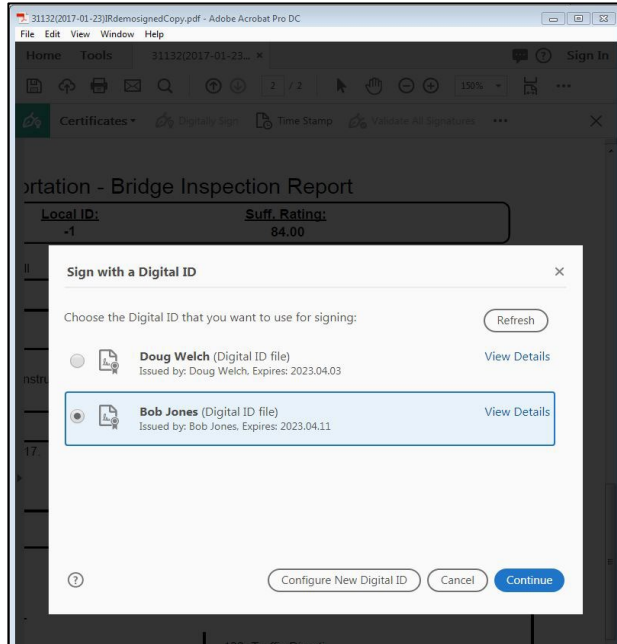 31132(2017-01-23)IRdemosignedCopy.pdf - Adobe Acrobat Pro DC
File Edit View Window Help
Home Tools 31132(2017-01-23... × Sign In
2 / 2 150%
Certificates Digitally Sign Time Stamp Validate All Signatures
ortation - Bridge Inspection Report
Local ID: Suff. Rating:
-1 84.00
Sign with a Digital ID
Choose the Digital ID that you want to use for signing: Refresh
Doug Welch (Digital ID file) View Details
Issued by: Doug Welch, Expires: 2023.04.03
nstru
Bob Jones (Digital ID file) View Details
Issued by: Bob Jones, Expires: 2023.04.11
17.
Configure New Digital ID Cancel Continue